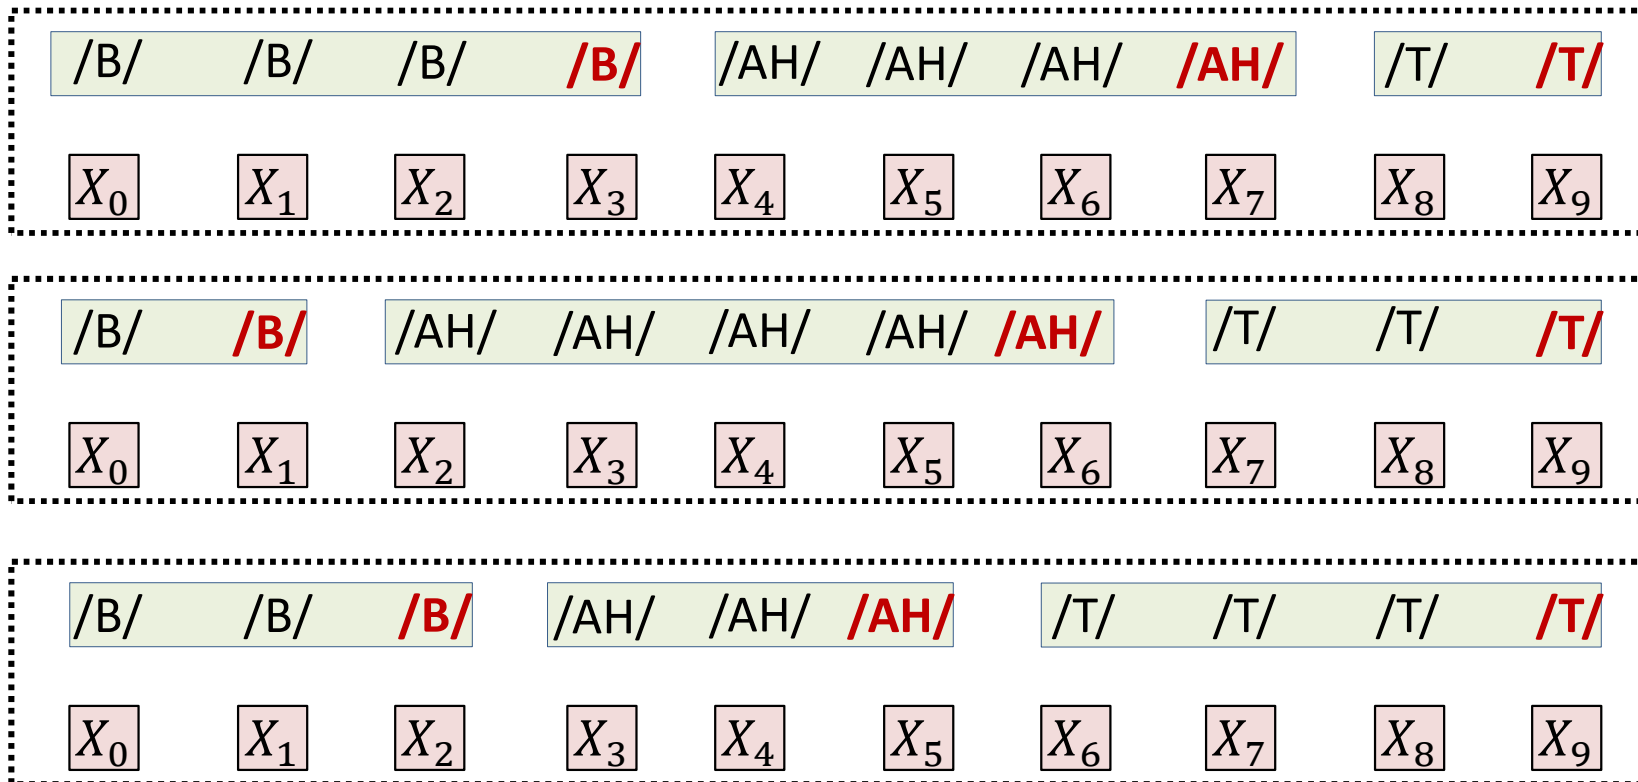 /B/ /B/ /B/ /B/ /AH/ /AH/ /AH/ /AH/ /T/ /T/
X₀ X₁ X₂ X₃ X₄ X₅ X₆ X₇ X₈ X₉
/B/ /B/ /AH/ /AH/ /AH/ /AH/ /AH/ /T/ /T/ /T/
X₀ X₁ X₂ X₃ X₄ X₅ X₆ X₇ X₈ X₉
/B/ /B/ /B/ /AH/ /AH/ /AH/ /T/ /T/ /T/ /T/
X₀ X₁ X₂ X₃ X₄ X₅ X₆ X₇ X₈ X₉